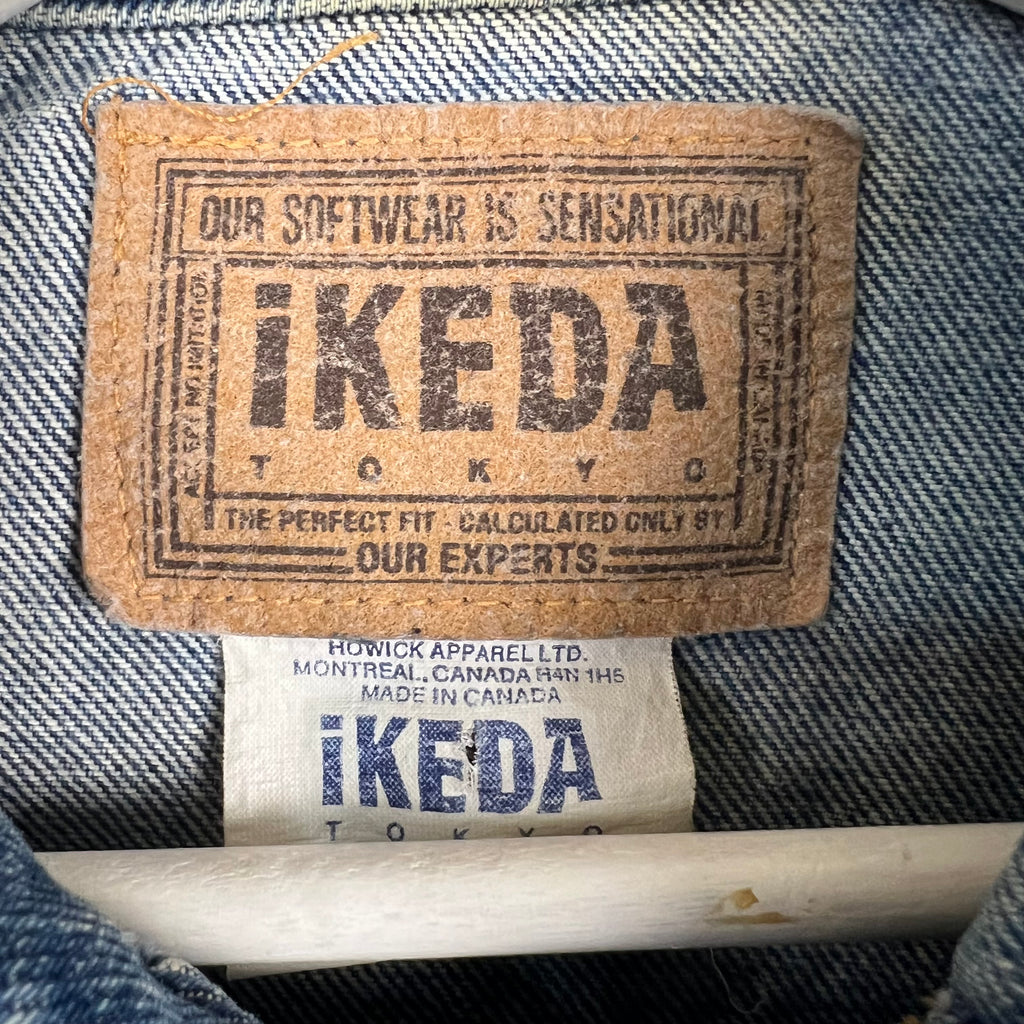 OUR SOFTWEAR IS SENSATIONAL
iKEDA
TOKYO
THE PERFECT FIT - CALCULATED ONLY BY
OUR EXPERTS
HOWICK APPAREL LTD.
MONTREAL, CANADA H4N 1H6
MADE IN CANADA
iKEDA
TOKYO